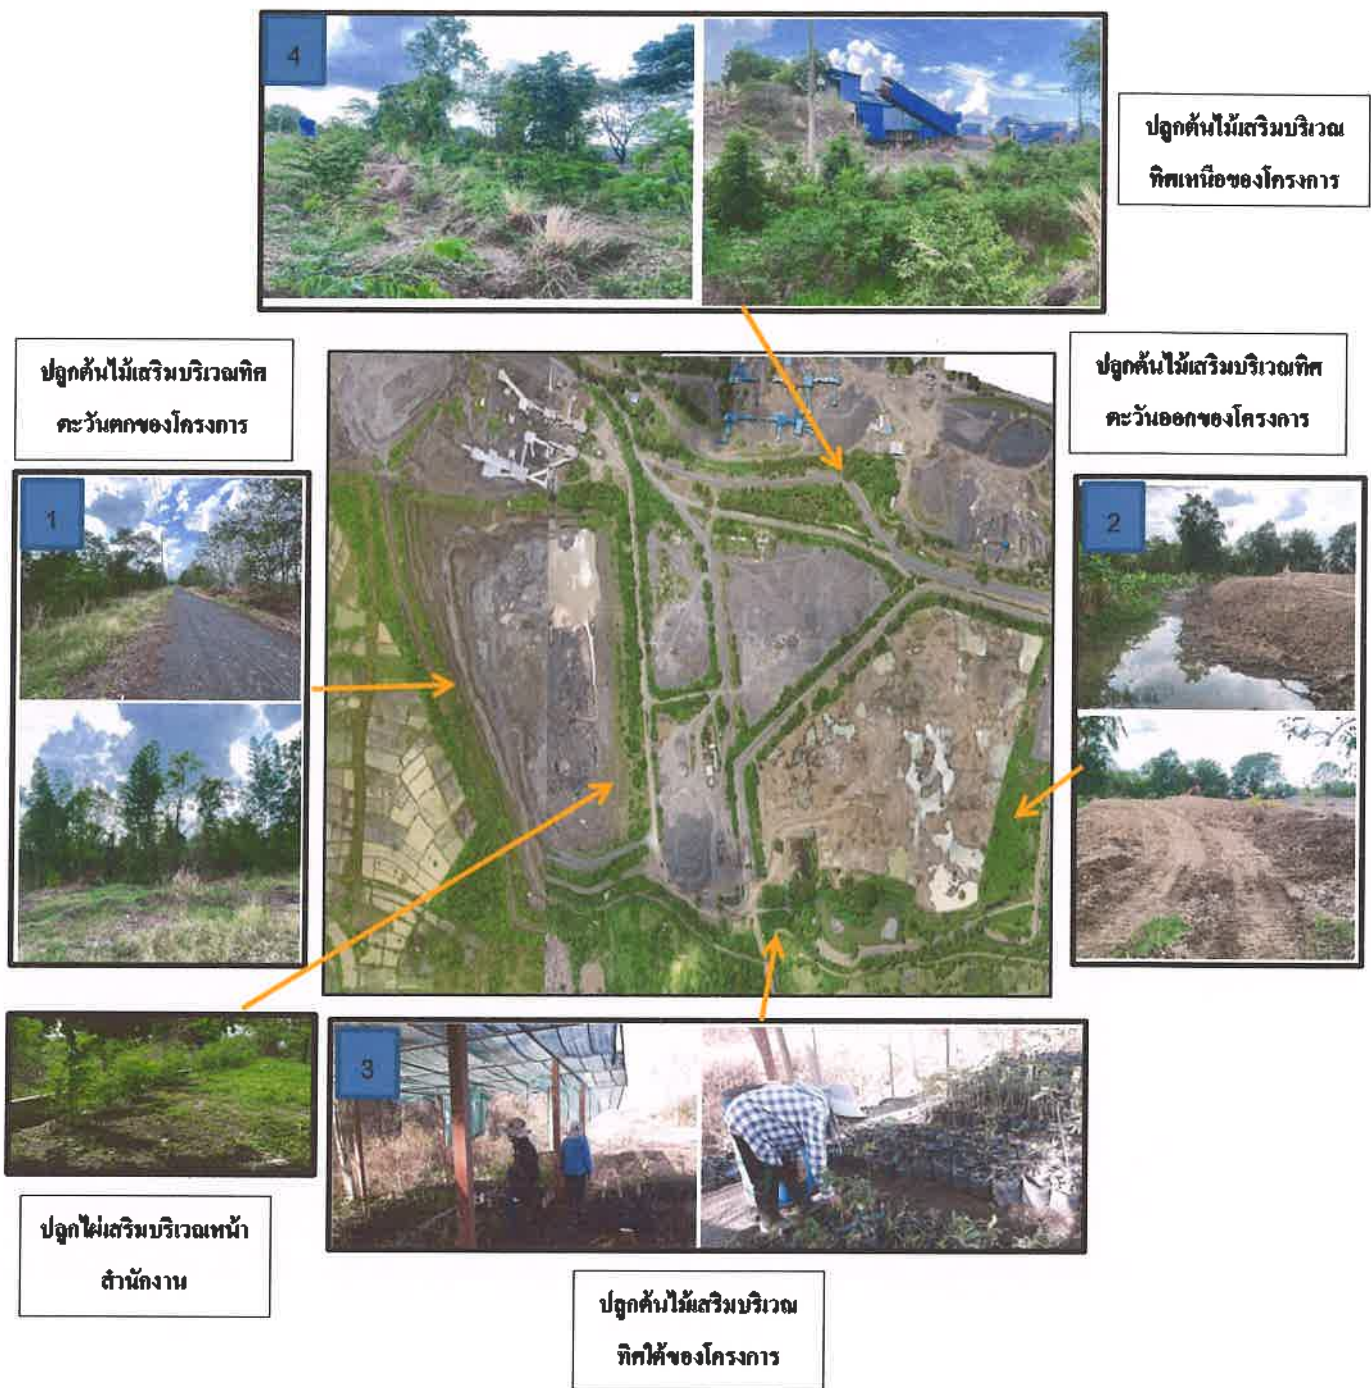 4
ปลูกต้นไม้เสริมบริเวณ
ทิศเหนือของโครงการ
ปลูกต้นไม้เสริมบริเวณทิศ
ตะวันตกของโครงการ
ปลูกต้นไม้เสริมบริเวณทิศ
ตะวันออกของโครงการ
1
2
3
ปลูกไผ่เสริมบริเวณหน้า
สำนักงาน
ปลูกต้นไม้เสริมบริเวณ
ทิศใต้ของโครงการ